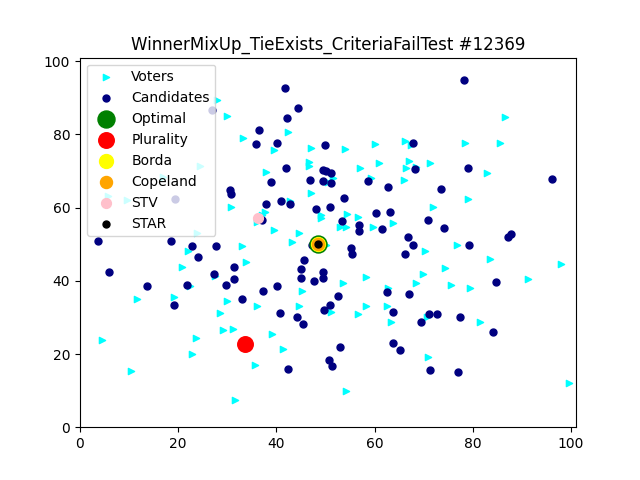 WinnerMixUp_TieExists_CriteriaFailTest #12369
100
80
60
40
20
0
Voters
Candidates
Optimal
Plurality
Borda
Copeland
STV
STAR
0 20 40 60 80 100